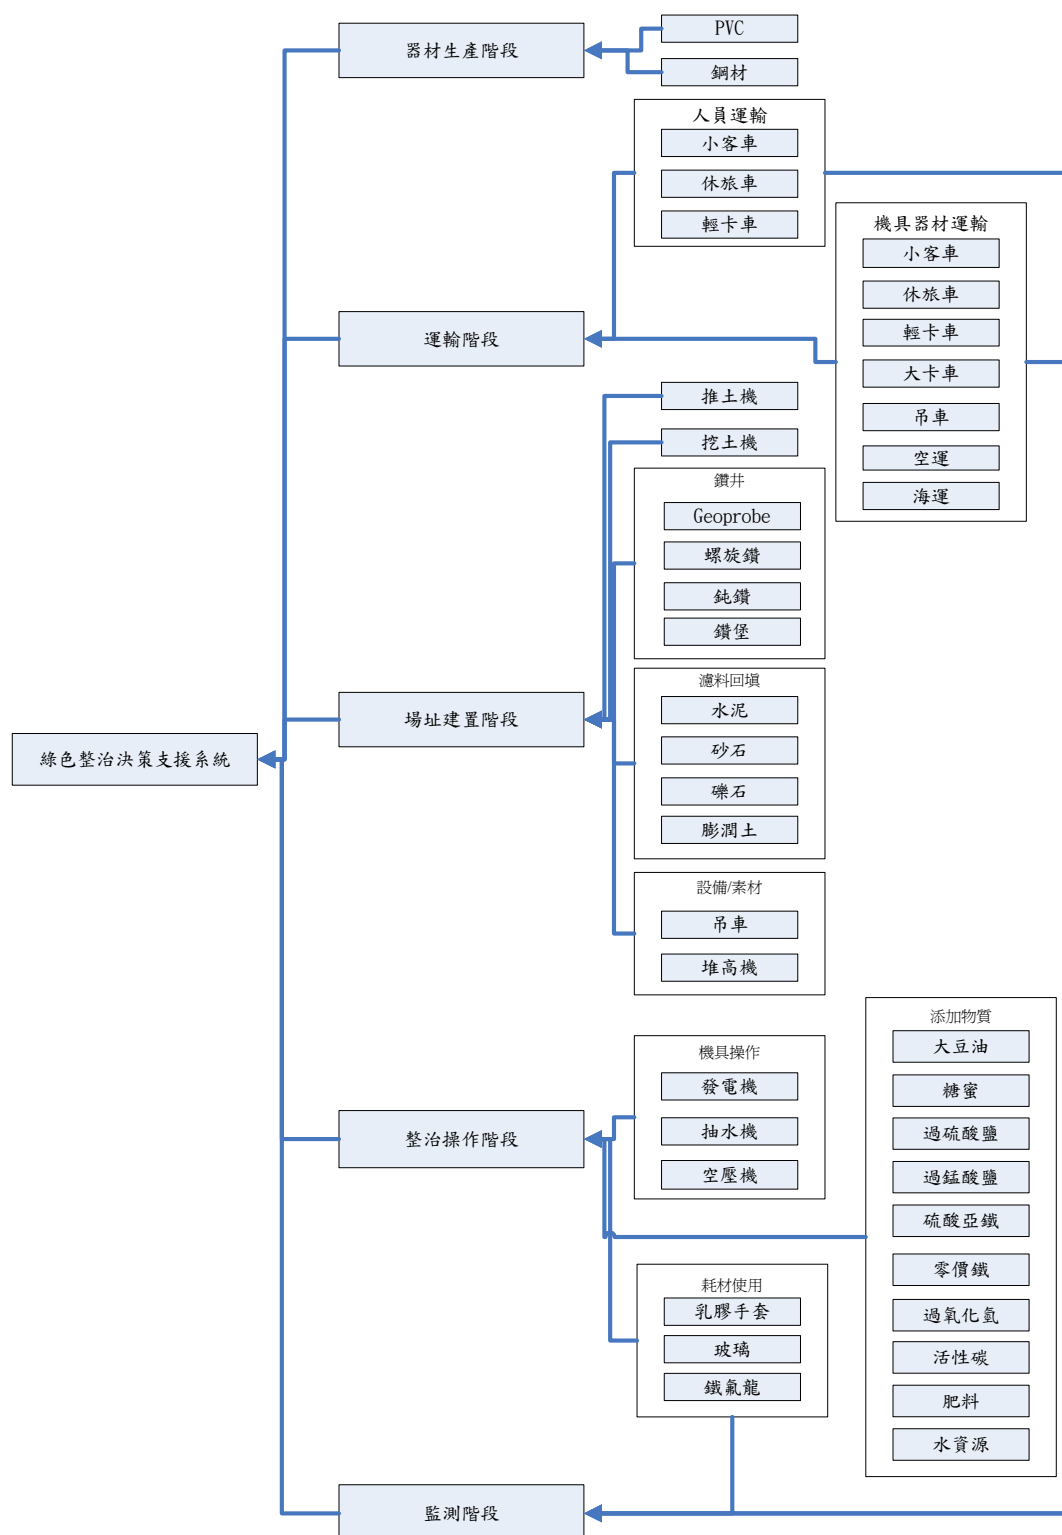 器材生產階段
PVC
鋼材
人員運輸
小客車
休旅車
輕卡車
運輸階段
機具器材運輸
小客車
休旅車
輕卡車
大卡車
吊車
空運
海運
推土機
挖土機
鑽井
Geoprobe
螺旋鑽
鈍鑽
鑽堡
濾料回填
水泥
砂石
礫石
膨潤土
場址建置階段
綠色整治決策支援系統
設備/素材
吊車
堆高機
機具操作
發電機
抽水機
空壓機
整治操作階段
添加物質
大豆油
糖蜜
過硫酸鹽
過錳酸鹽
硫酸亞鐵
零價鐵
過氧化氫
活性碳
肥料
水資源
耗材使用
乳膠手套
玻璃
鐵氟龍
監測階段